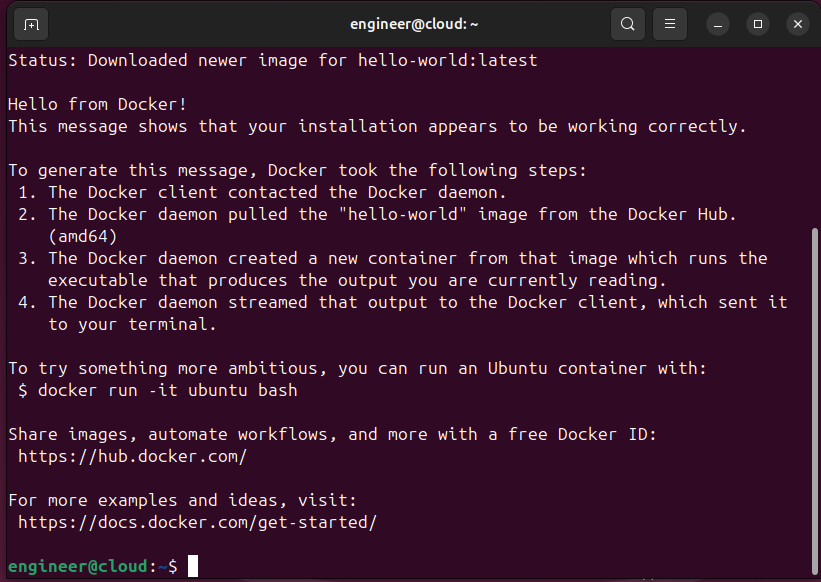 engineer@cloud: ~
Status: Downloaded newer image for hello-world:latest
Hello from Docker!
This message shows that your installation appears to be working correctly.
To generate this message, Docker took the following steps:
1. The Docker client contacted the Docker daemon.
2. The Docker daemon pulled the "hello-world" image from the Docker Hub.
(amd64)
3. The Docker daemon created a new container from that image which runs the
executable that produces the output you are currently reading.
4. The Docker daemon streamed that output to the Docker client, which sent it
to your terminal.
To try something more ambitious, you can run an Ubuntu container with:
$ docker run -it ubuntu bash
Share images, automate workflows, and more with a free Docker ID:
https://hub.docker.com/
For more examples and ideas, visit:
https://docs.docker.com/get-started/
engineer@cloud:~$